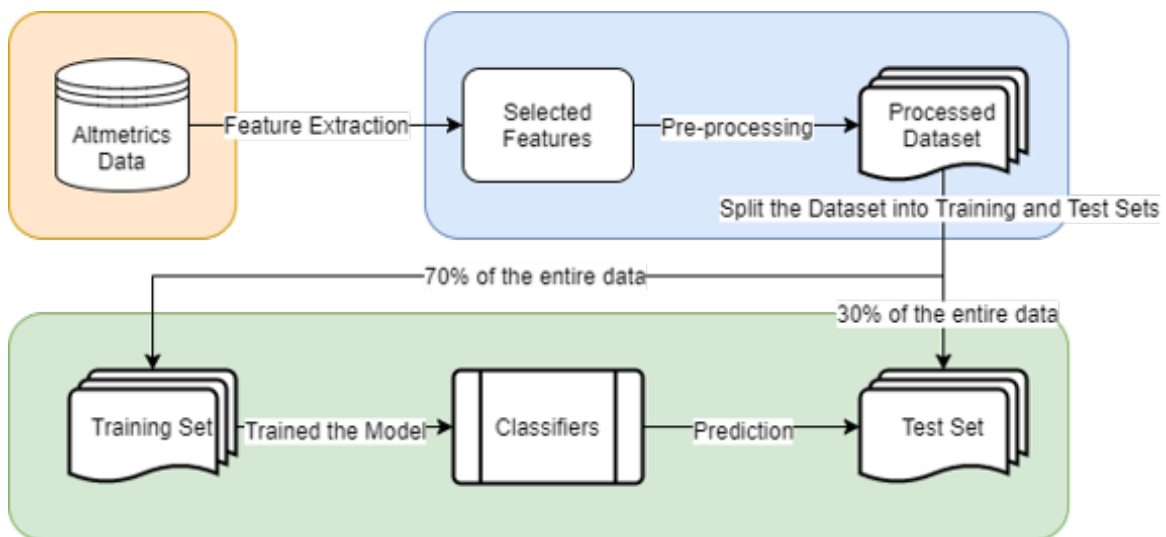 Altmetrics
Data
Feature Extraction
Selected
Features
Pre-processing
Processed
Dataset
Split the Dataset into Training and Test Sets
70% of the entire data
30% of the entire data
Training Set
Trained the Model
Classifiers
Prediction
Test Set